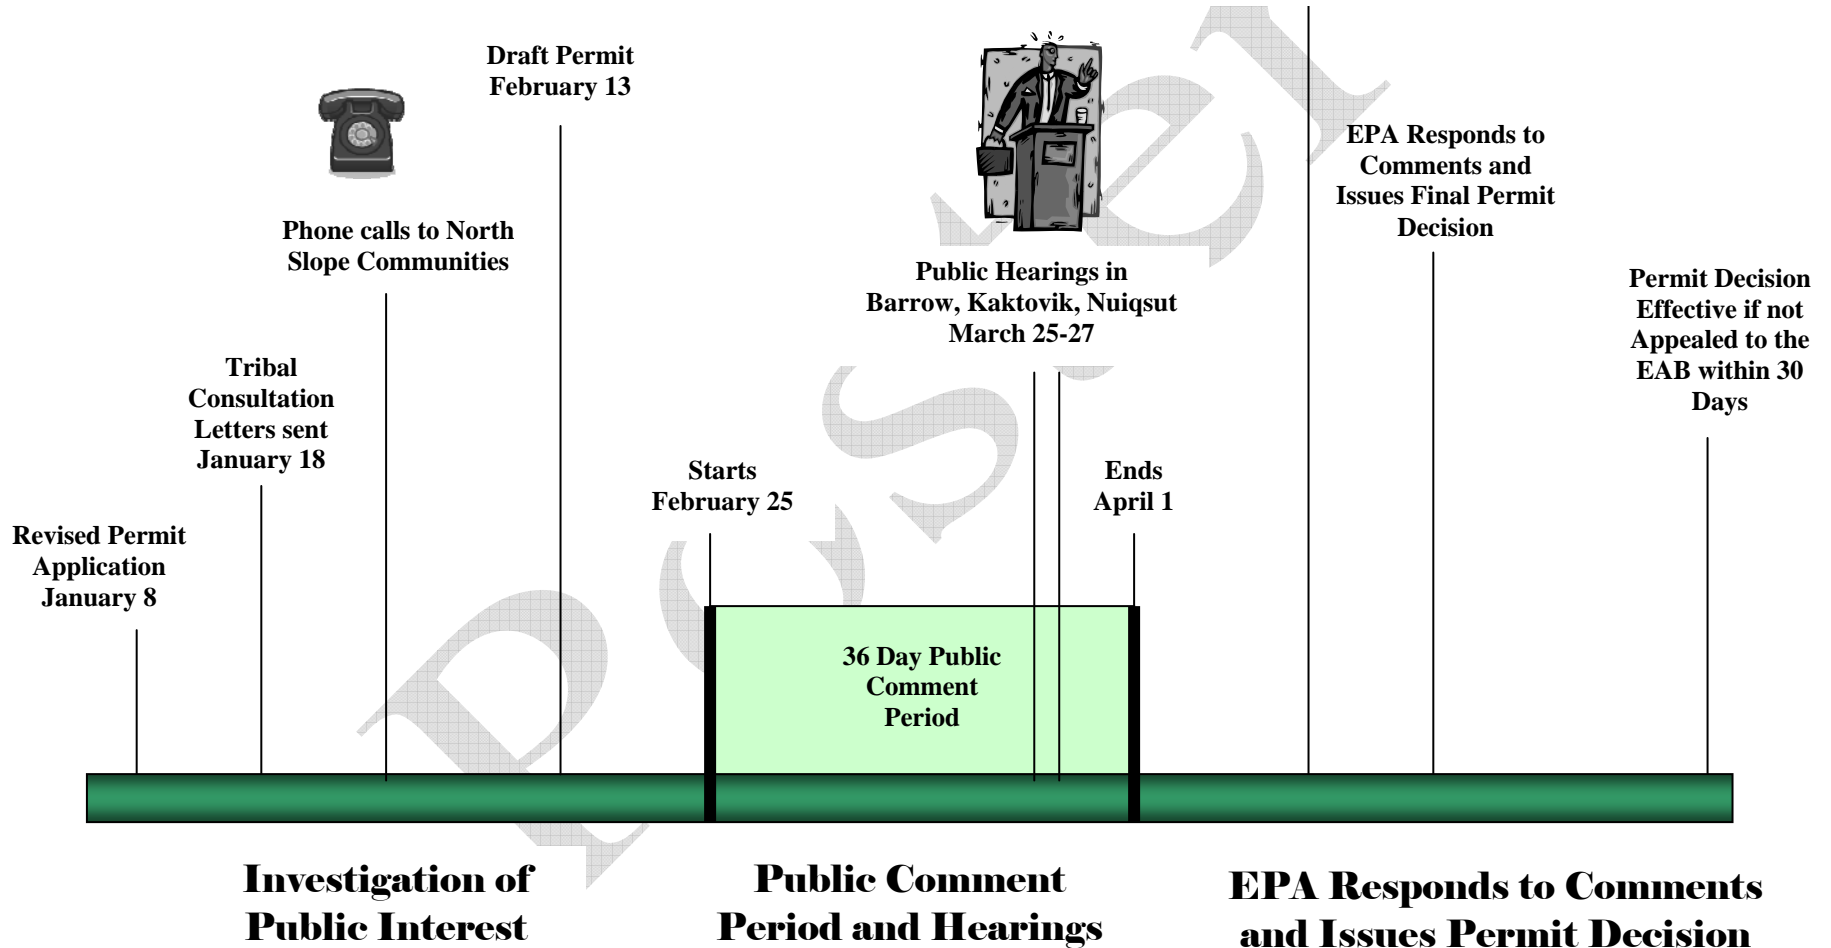 Draft Permit
February 13
Phone calls to North
Slope Communities
Tribal
Consultation
Letters sent
January 18
Revised Permit
Application
January 8
Starts
February 25
Public Hearings in
Barrow, Kaktovik, Nuiqsut
March 25-27
Ends
April 1
36 Day Public
Comment
Period
EPA Responds to
Comments and
Issues Final Permit
Decision
Permit Decision
Effective if not
Appealed to the
EAB within 30
Days
Investigation of
Public Interest
Public Comment
Period and Hearings
EPA Responds to Comments
and Issues Permit Decision
Poster